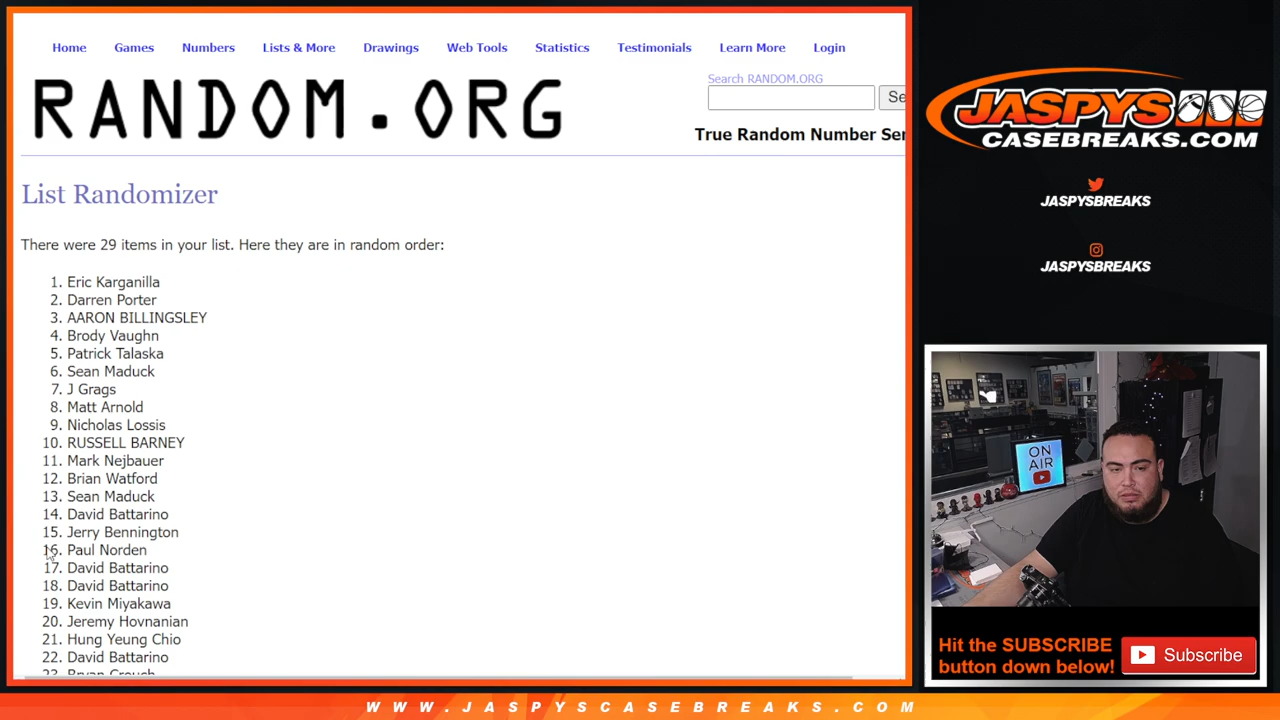 Home Games Numbers Lists & More Drawings Web Tools Statistics Testimonials Learn More Login
RANDOM.ORG
Search RANDOM.ORG
Se
True Random Number Ser
List Randomizer
There were 29 items in your list. Here they are in random order:
1. Eric Karganilla
2. Darren Porter
3. AARON BILLINGSLEY
4. Brody Vaughn
5. Patrick Talaska
6. Sean Maduck
7. J Grags
8. Matt Arnold
9. Nicholas Lossis
10. RUSSELL BARNEY
11. Mark Nejbauer
12. Brian Watford
13. Sean Maduck
14. David Battarino
15. Jerry Bennington
16. Paul Norden
17. David Battarino
18. David Battarino
19. Kevin Miyakawa
20. Jeremy Hovnanian
21. Hung Yeung Chio
22. David Battarino
23. Bryan Crouch
JASPYS
CASEBREAKS.COM
JASPYSBREAKS
JASPYSBREAKS
ON
AIR
Hit the SUBSCRIBE
button down below!
Subscribe
WWW.JASPYSCASEBREAKS.COM